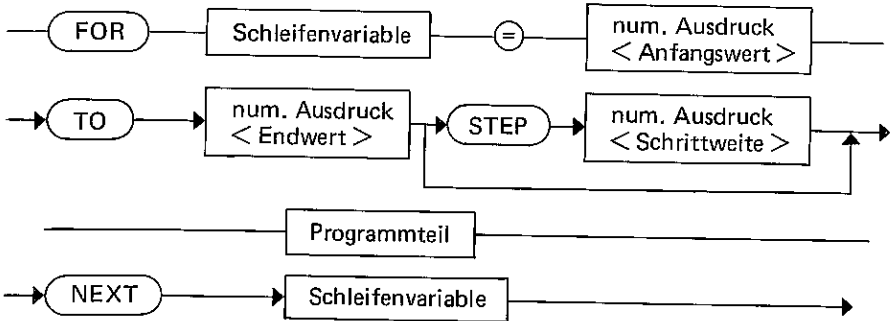 FOR Schleifenvariable = num. Ausdruck
< Anfangswert >
TO num. Ausdruck
< Endwert > STEP num. Ausdruck
< Schrittweite >
Programmteil
NEXT Schleifenvariable